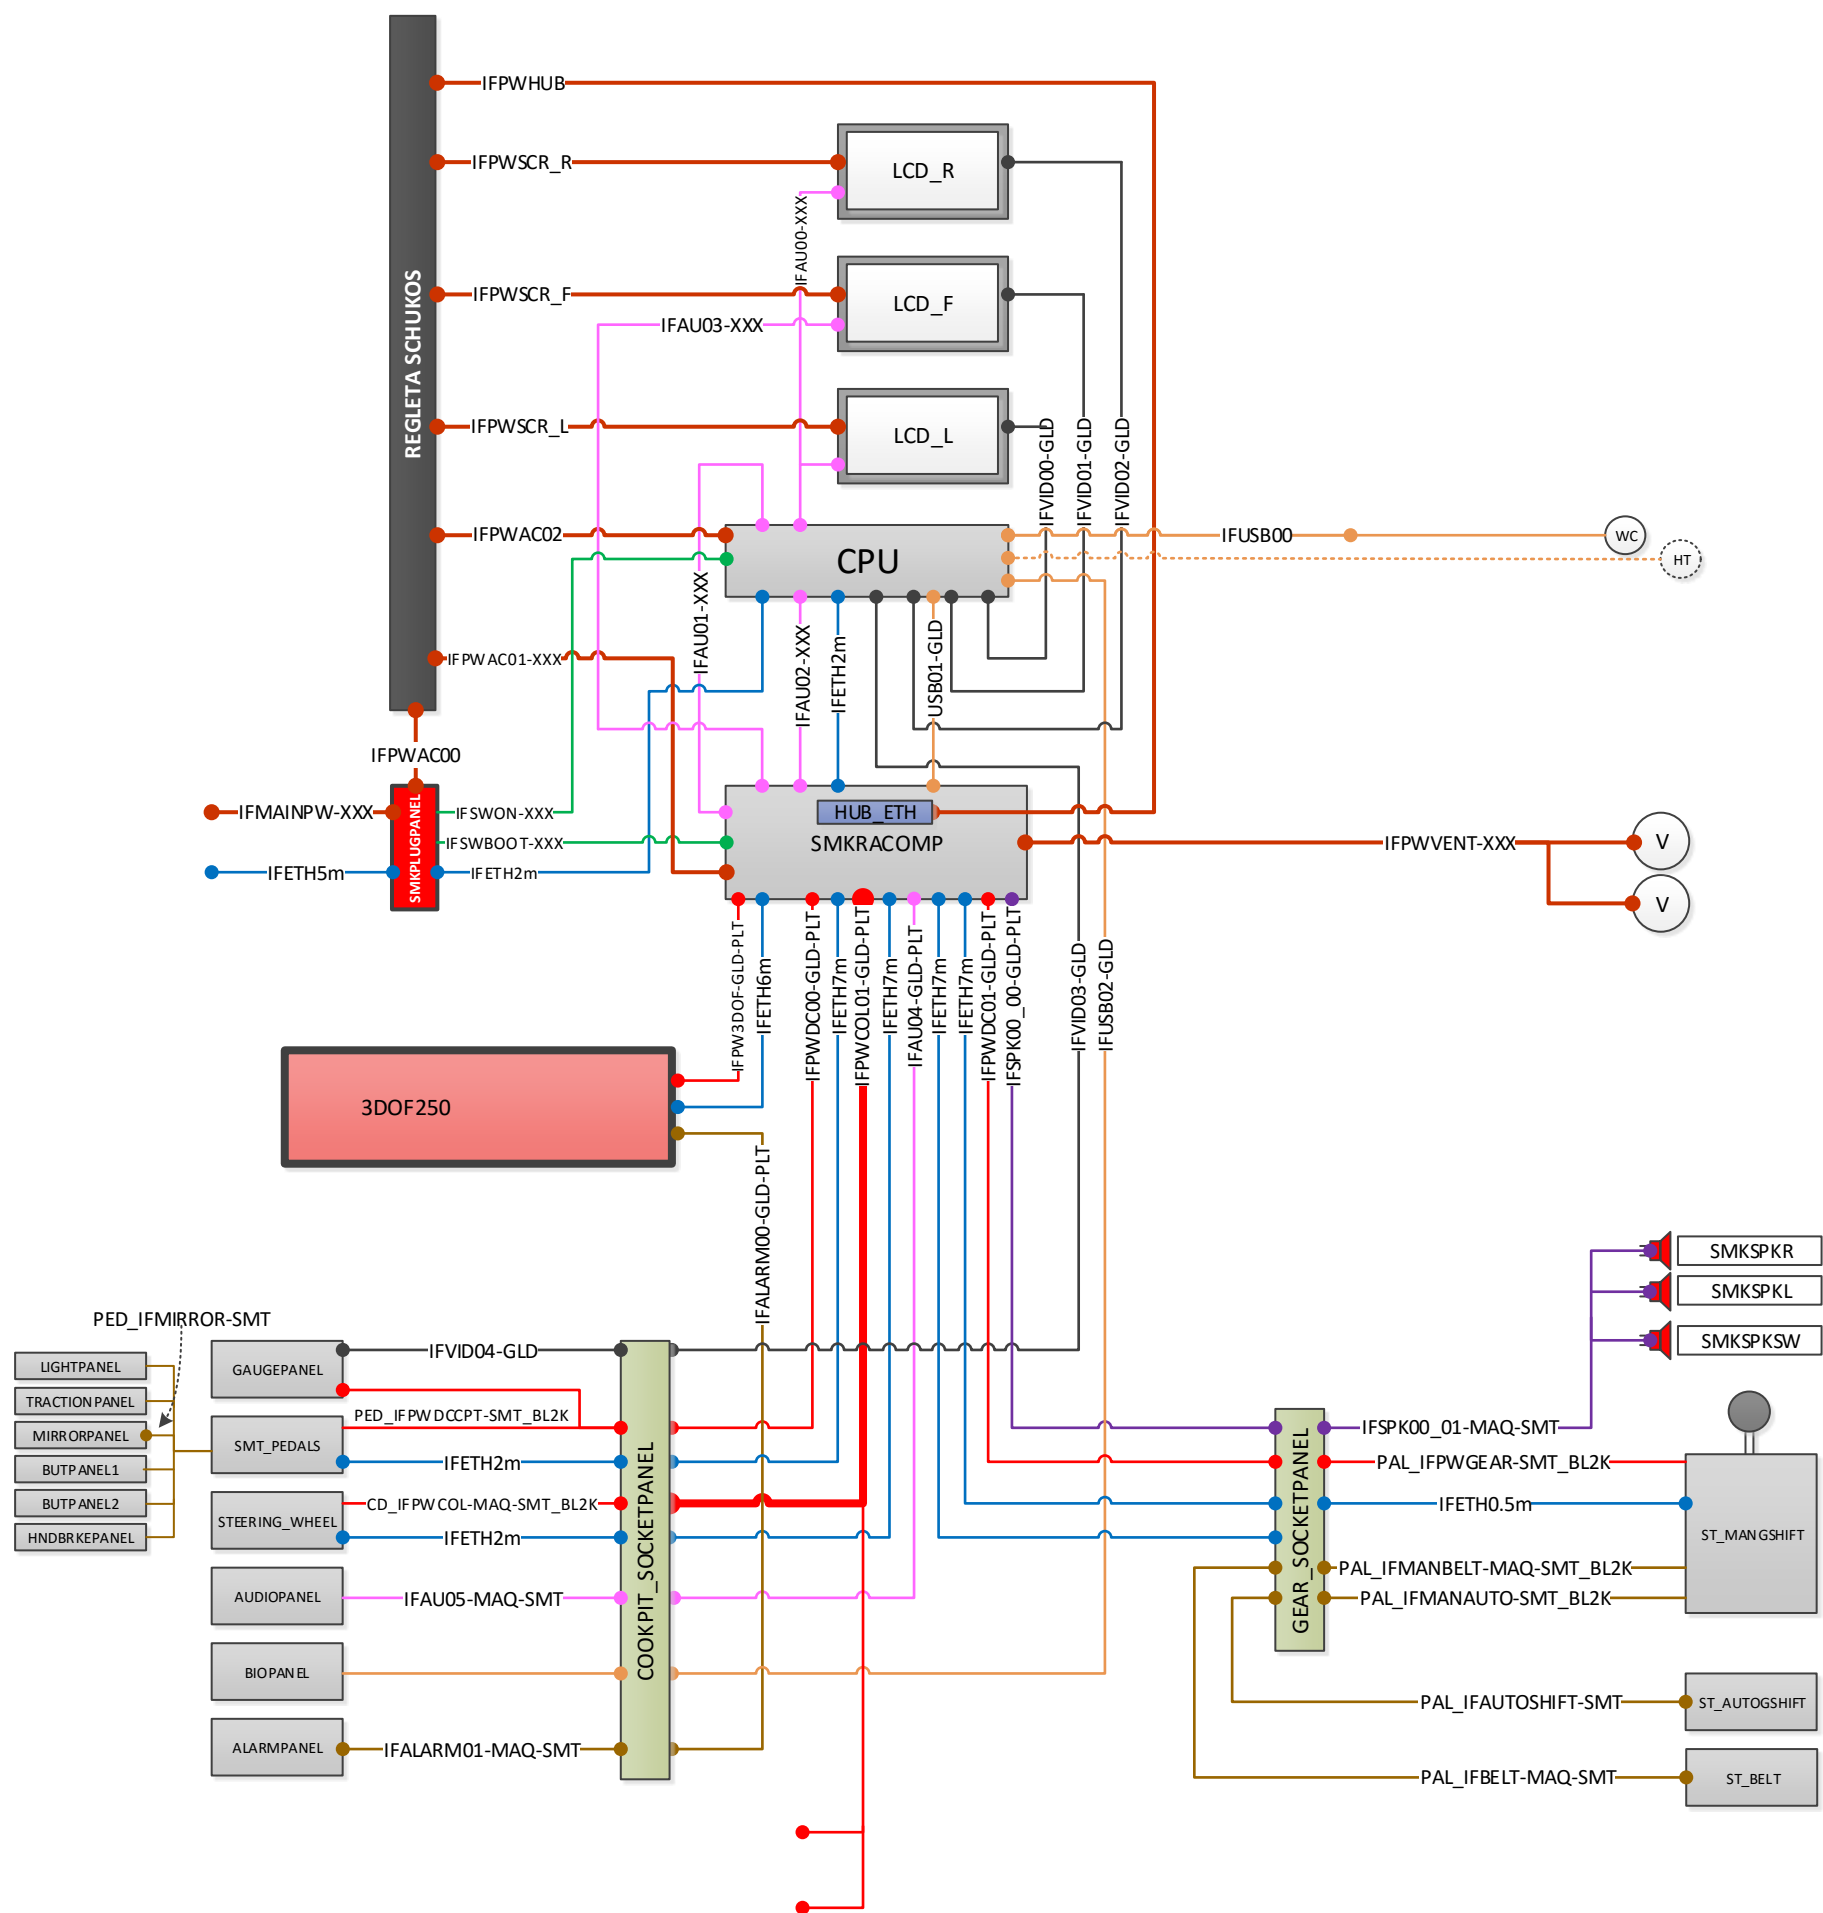 IFPWHUB
IFPWSCR_R
LCD_R
IFAU00-XXX
REGLETA SCHUKOS
IFPWSCR_F
LCD_F
IFAU03-XXX
IFPWSCR_L
LCD_L
IFVID00-GLD
IFVID01-GLD
IFVID02-GLD
IFPWAC02
CPU
IFUSB00
WC
HT
IFAU01-XXX
IFAU02-XXX
IFETH2m
USB01-GLD
IFPWAC01-XXX
IFPWAC00
IFMAINPW-XXX
SMKPLUGPANEL
IFSWON-XXX
HUB_ETH
IFSWBOOT-XXX
SMKRACOMP
IFPWVENT-XXX
V
IFETH5m
IFETH2m
V
IFPW3DOF-GLD-PLT
IFETH6m
IFPWDC00-GLD-PLT
IFETH7m
IFPWCOL01-GLD-PLT
IFETH7m
IFAU04-GLD-PLT
IFETH7m
IFETH7m
IFPWDC01-GLD-PLT
IFSPK00_00-GLD-PLT
IFVID03-GLD
IFUSB02-GLD
3DOF250
IFALARM00-GLD-PLT
SMKSPKR
SMKSPKL
SMKSPKSW
PED_IFMIRROR-SMT
LIGHTPANEL
TRACTIONPANEL
MIRRORPANEL
BUTPANEL1
BUTPANEL2
HNDBRKEPANEL
GAUGEPANEL
IFVID04-GLD
PED_IFPWDCCPT-SMT_BL2K
SMT_PEDALS
IFETH2m
CD_IFPWCOL-MAQ-SMT_BL2K
STEERING_WHEEL
IFETH2m
AUDIOPANEL
IFAU05-MAQ-SMT
BIOPANEL
ALARMPANEL
IFALARM01-MAQ-SMT
COOKPIT_SOCKETPANEL
GEAR_SOCKETPANEL
IFSPK00_01-MAQ-SMT
PAL_IFPWGEAR-SMT_BL2K
IFETH0.5m
ST_MANGSHIFT
PAL_IFMANBELT-MAQ-SMT_BL2K
PAL_IFMANAUTO-SMT_BL2K
PAL_IFAUTOSHIFT-SMT
ST_AUTOGSHIFT
PAL_IFBELT-MAQ-SMT
ST_BELT